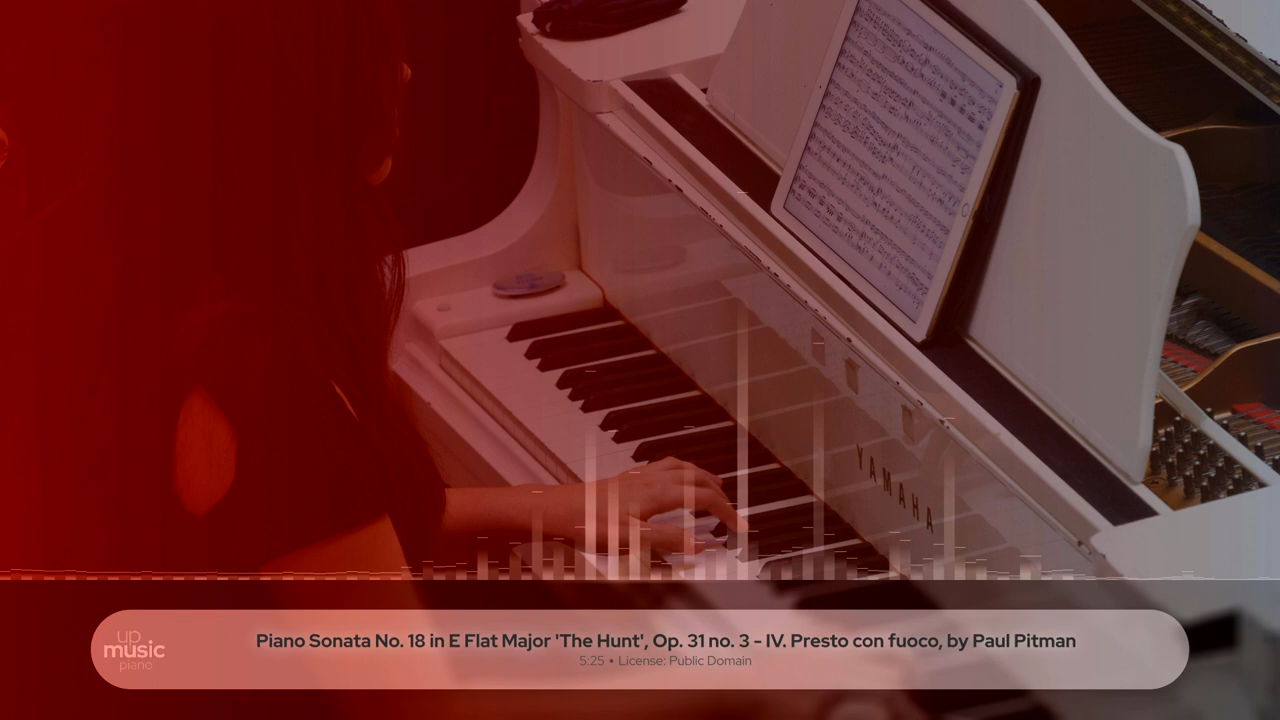 YAMAHA
up
music
piano
Piano Sonata No. 18 in E Flat Major 'The Hunt', Op. 31 no. 3 - IV. Presto con fuoco, by Paul Pitman
5:25 • License: Public Domain